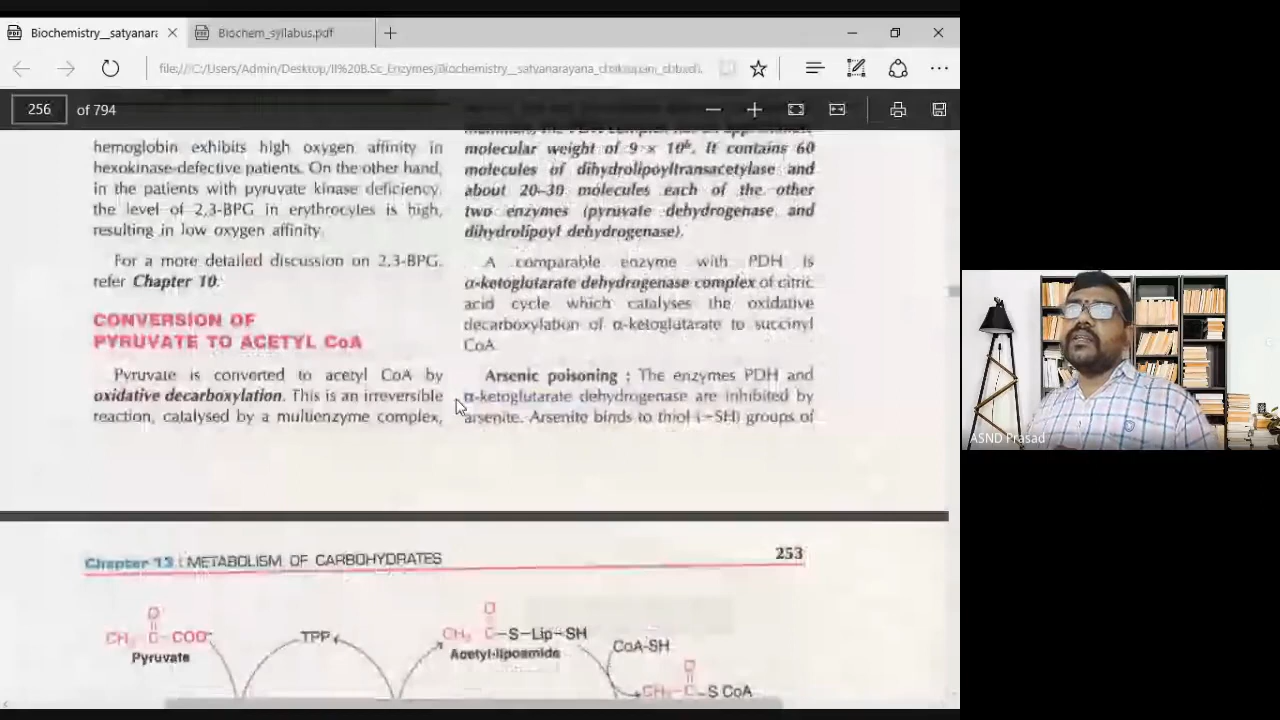 Biochemistry__satyanara
Biochem_syllabus.pdf
256 of 794
hemoglobin exhibits high oxygen affinity in
hexokinase-defective patients. On the other hand,
in the patients with pyruvate kinase deficiency,
the level of 2,3-BPG in erythrocytes is high,
resulting in low oxygen affinity.
For a more detailed discussion on 2,3-BPG,
refer Chapter 10.
CONVERSION OF
PYRUVATE TO ACETYL CoA
Pyruvate is converted to acetyl CoA by
oxidative decarboxylation. This is an irreversible
reaction, catalysed by a multienzyme complex,
molecular weight of 9 × 10⁶. It contains 60
molecules of dihydrolipoyltransacetylase and
about 20–30 molecules each of the other
two enzymes (pyruvate dehydrogenase and
dihydrolipoyl dehydrogenase).
A comparable enzyme with PDH is
α-ketoglutarate dehydrogenase complex of citric
acid cycle which catalyses the oxidative
decarboxylation of α-ketoglutarate to succinyl
CoA.
Arsenic poisoning : The enzymes PDH and
α-ketoglutarate dehydrogenase are inhibited by
arsenite. Arsenite binds to thiol (–SH) groups of
ASND Prasad
Chapter 13 : METABOLISM OF CARBOHYDRATES
253
O
CH₃ C COO⁻
Pyruvate
TPP
O
CH₃ C–S–Lip–SH
Acetyl-lipoamide
CoA-SH
O
CH₃ C–S CoA